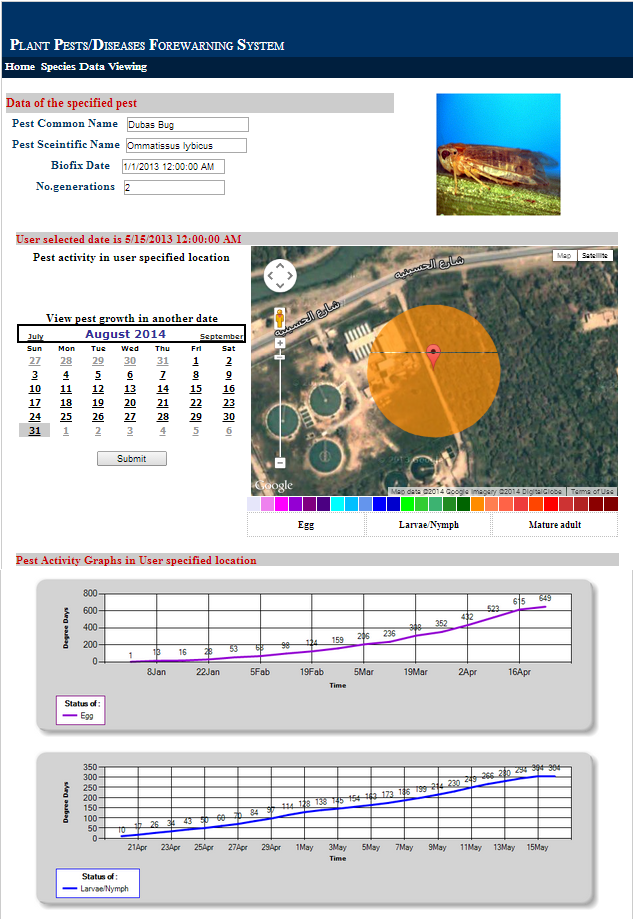 PLANT PESTS/DISEASES FOREWARNING SYSTEM
Home Species Data Viewing
Data of the specified pest
Pest Common Name Dubas Bug
Pest Sceintific Name Ommatissus lybicus
Biofix Date 1/1/2013 12:00:00 AM
No.generations 2
User selected date is 5/15/2013 12:00:00 AM
Pest activity in user specified location
View pest growth in another date
July August 2014 September
Sun Mon Tue Wed Thu Fri Sat
27 28 29 30 31 1 2
3 4 5 6 7 8 9
10 11 12 13 14 15 16
17 18 19 20 21 22 23
24 25 26 27 28 29 30
31 1 2 3 4 5 6
Submit
Map Satellite
شارع الحسينية
شارع الحسينية
Google
Map data ©2014 Google Imagery ©2014 DigitalGlobe Terms of Use
Egg Larvae/Nymph Mature adult
Pest Activity Graphs in User specified location
Degree Days
800
600
400
200
0
1 13 16 28 53 68 98 124 159 206 236 308 352 432 523 615 649
8Jan 22Jan 5Fab 19Fab 5Mar 19Mar 2Apr 16Apr
Time
Status of :
Egg
Degree Days
350
300
250
200
150
100
50
0
10 17 26 34 43 50 60 70 84 97 114 128 138 145 154 163 173 186 199 214 230 249 266 280 294 304 304
21Apr 23Apr 25Apr 27Apr 29Apr 1May 3May 5May 7May 9May 11May 13May 15May
Time
Status of :
Larvae/Nymph